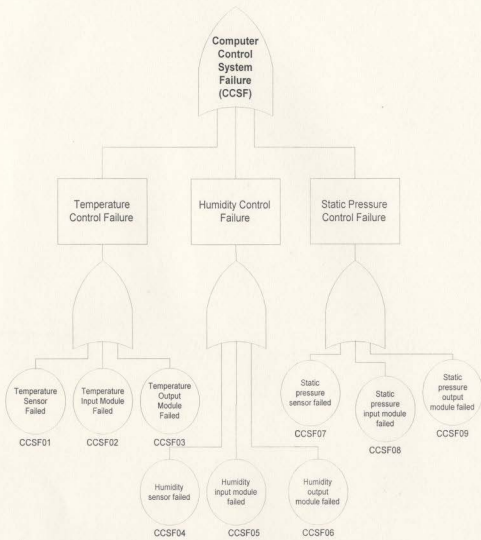 Computer
Control
System
Failure
(CCSF)
Temperature
Control Failure
Humidity Control
Failure
Static Pressure
Control Failure
Temperature
Sensor
Failed
Temperature
Input Module
Failed
Temperature
Output
Module
Failed
Static
pressure
sensor failed
Static
pressure
input module
failed
Static
pressure
output
module failed
CCSF01
CCSF02
CCSF03
CCSF07
CCSF08
CCSF09
Humidity
sensor failed
Humidity
input module
failed
Humidity
output
module failed
CCSF04
CCSF05
CCSF06